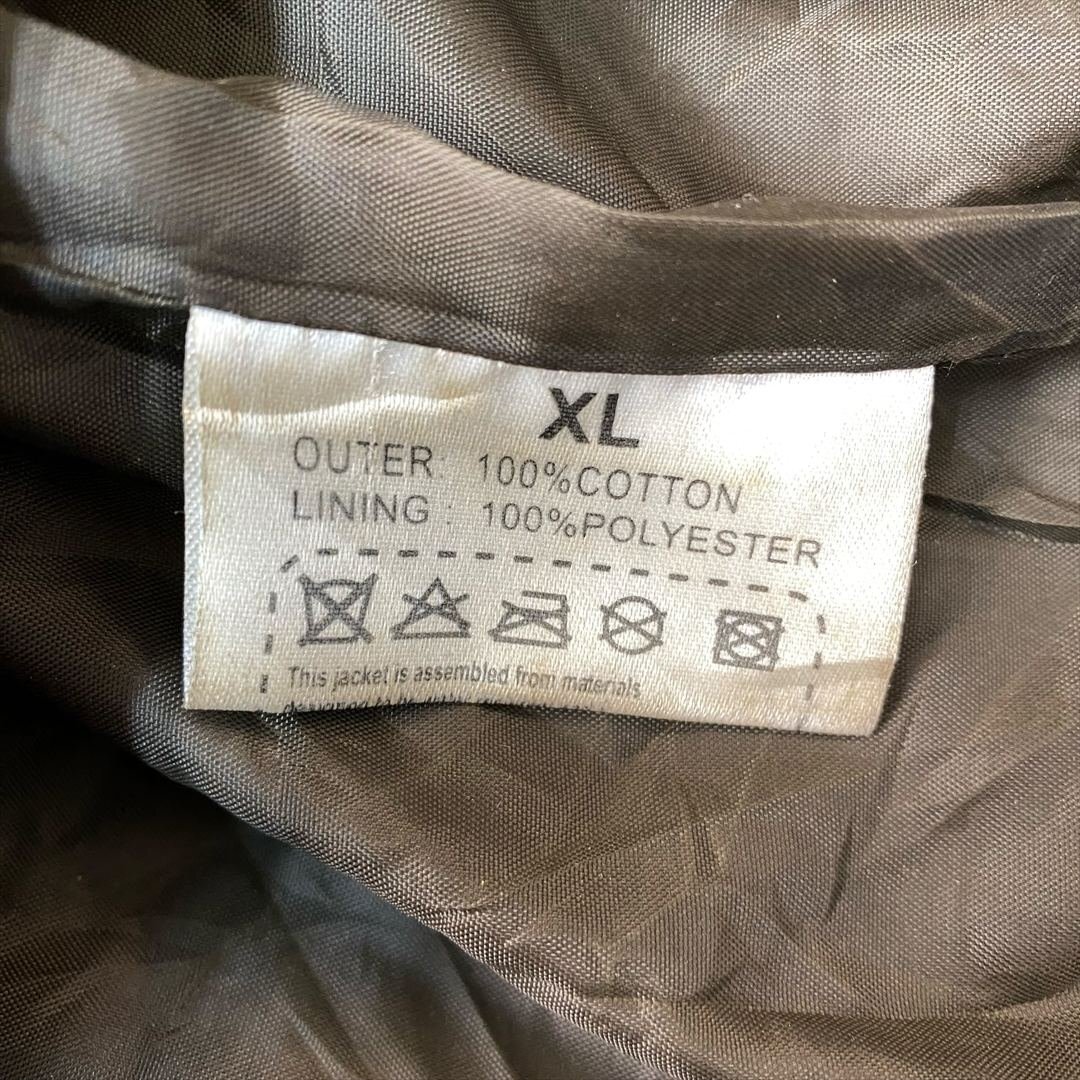 XL
OUTER: 100%COTTON
LINING : 100%POLYESTER
This jacket is assembled from materials